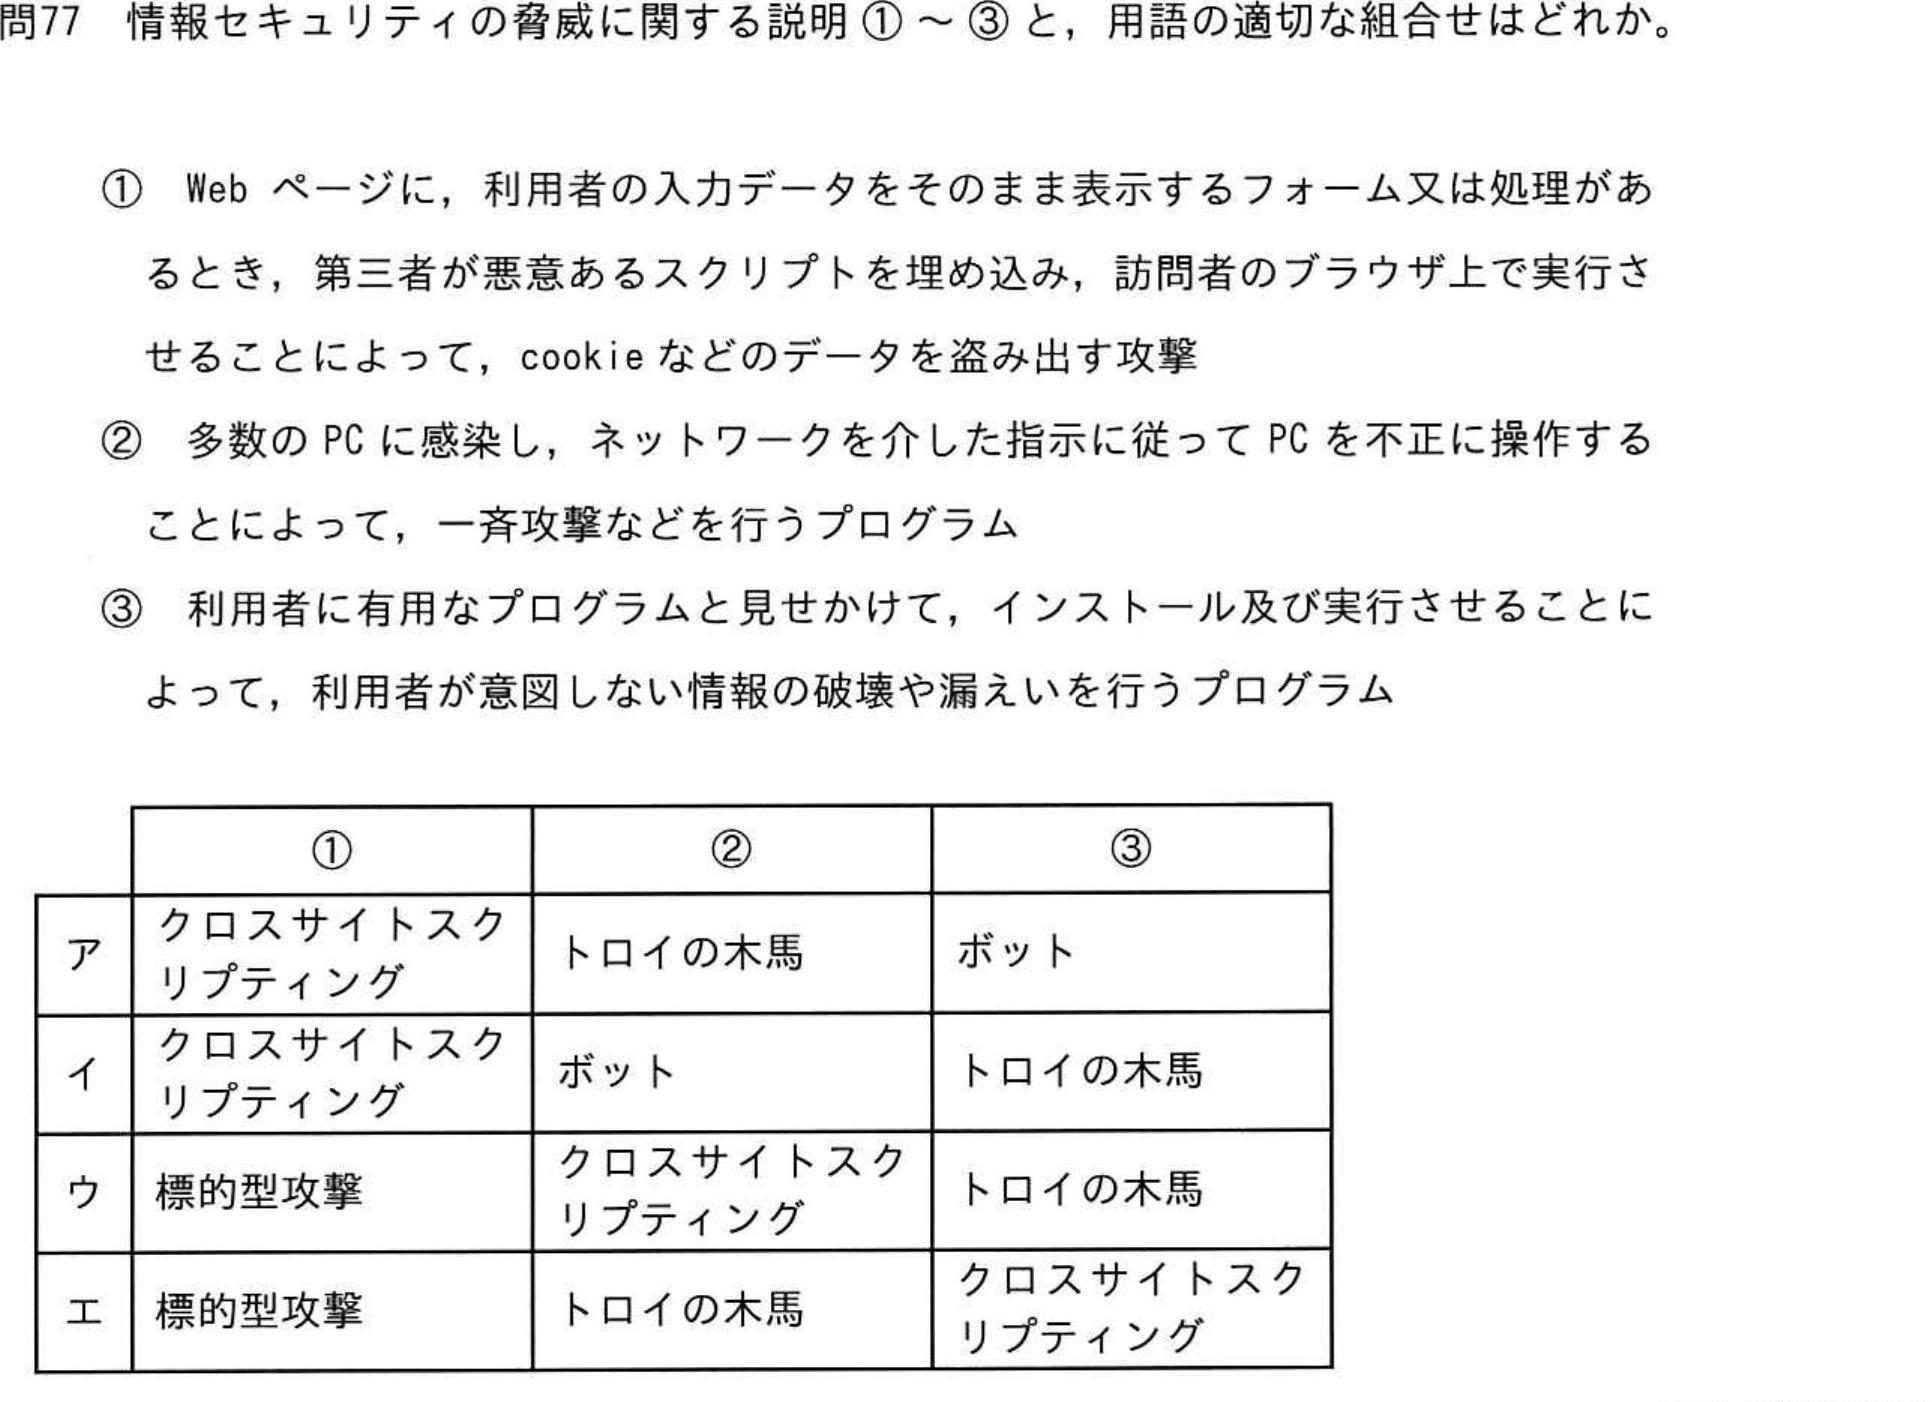 問77 情報セキュリティの脅威に関する説明 ① ～ ③ と，用語の適切な組合せはどれか。
① Web ページに，利用者の入力データをそのまま表示するフォーム又は処理があ
るとき，第三者が悪意あるスクリプトを埋め込み，訪問者のブラウザ上で実行さ
せることによって，cookie などのデータを盗み出す攻撃
② 多数の PC に感染し，ネットワークを介した指示に従って PC を不正に操作する
ことによって，一斉攻撃などを行うプログラム
③ 利用者に有用なプログラムと見せかけて，インストール及び実行させることに
よって，利用者が意図しない情報の破壊や漏えいを行うプログラム
① ② ③
ア クロスサイトスク
リプティング トロイの木馬 ボット
イ クロスサイトスク
リプティング ボット トロイの木馬
ウ 標的型攻撃 クロスサイトスク
リプティング トロイの木馬
エ 標的型攻撃 トロイの木馬 クロスサイトスク
リプティング